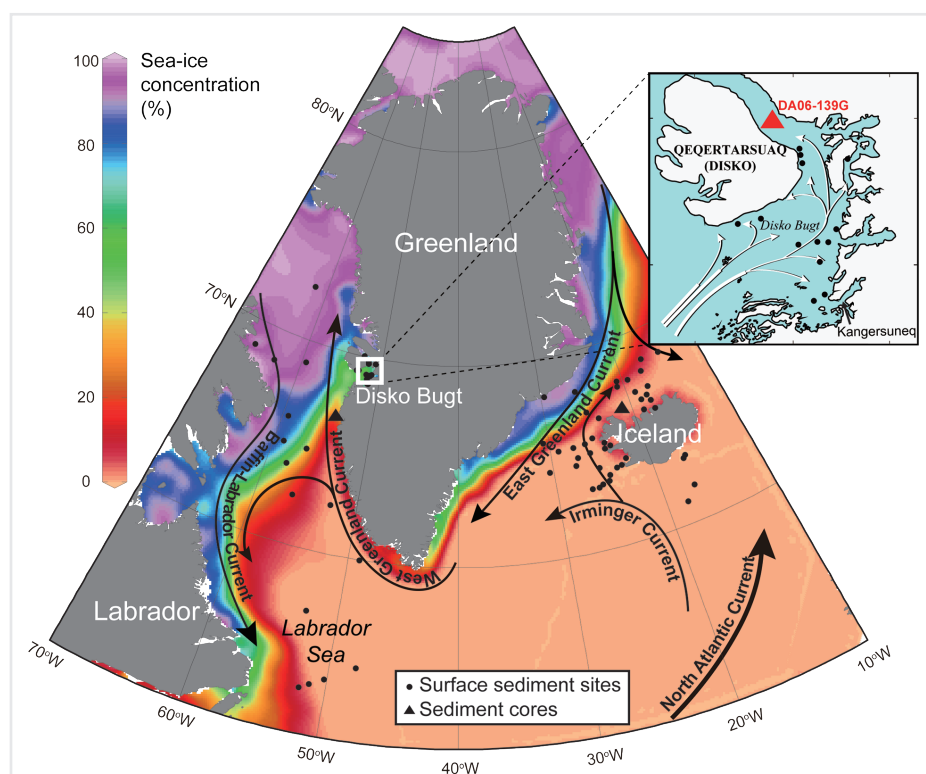 100
80
60
40
20
0
Sea-ice
concentration
(%)
80°N
70°N
Greenland
Disko Bugt
Iceland
Labrador
Labrador
Sea
Baffin-Labrador Current
West Greenland Current
East Greenland Current
Irminger Current
North Atlantic Current
DA06-139G
QEQERTARSUAQ
(DISKO)
Disko Bugt
Kangersuneq
Surface sediment sites
Sediment cores
70°W
60°W
50°W
40°W
30°W
20°W
10°W